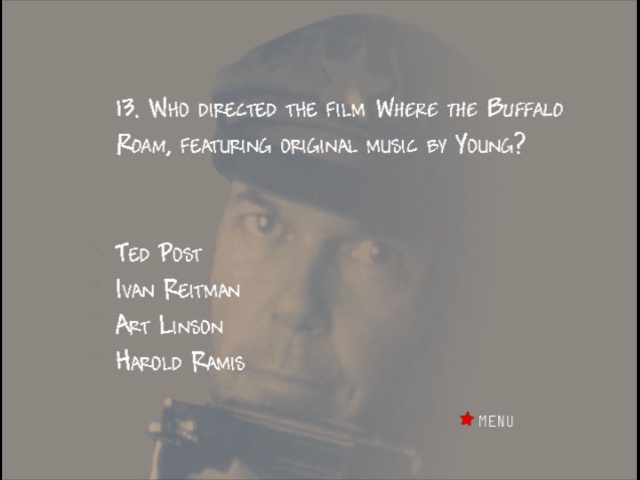 13. Who directed the film Where the Buffalo
Roam, featuring original music by Young?
Ted Post
Ivan Reitman
Art Linson
Harold Ramis
MENU